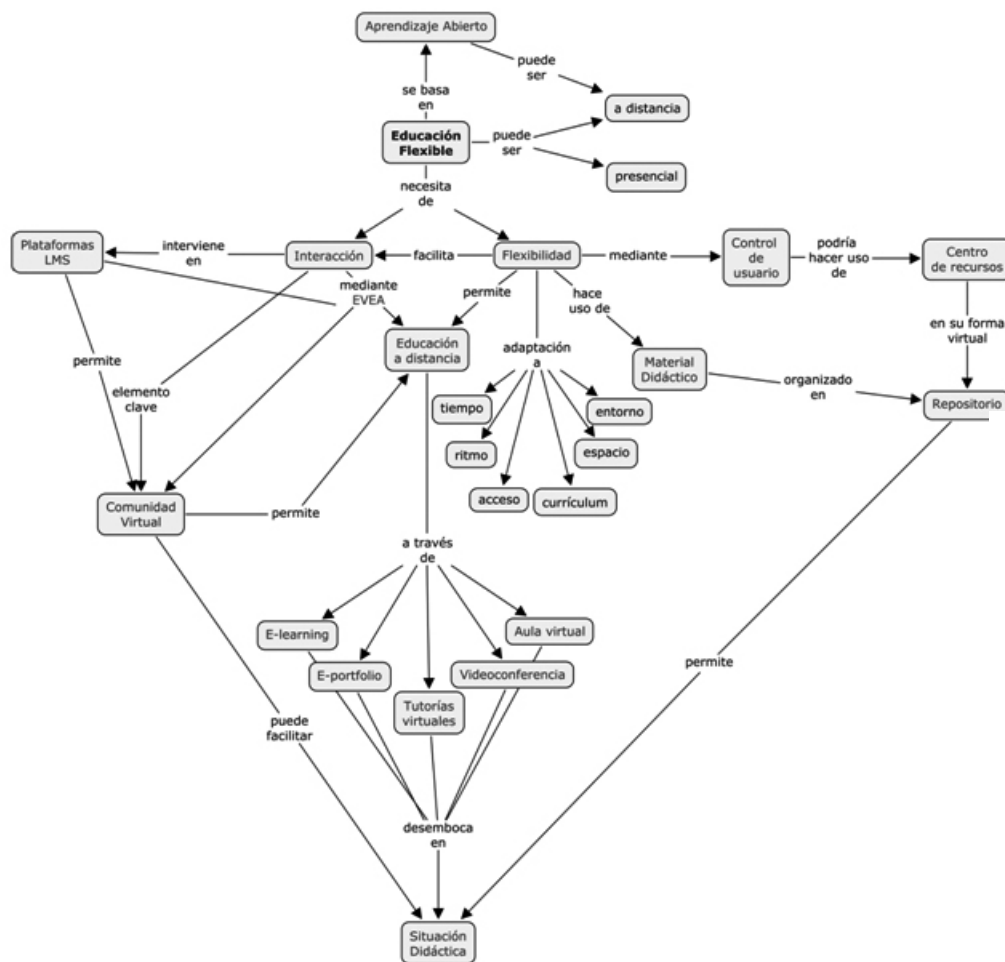 Aprendizaje Abierto
puede
ser
se basa
en
a distancia
Educación
Flexible
puede
ser
presencial
necesita
de
Plataformas
LMS
interviene
en
Interacción
facilita
Flexibilidad
mediante
Control
de
usuario
podría
hacer uso
de
Centro
de recursos
mediante
EVEA
permite
hace
uso de
en su forma
virtual
permite
Educación
a distancia
adaptación
a
Material
Didáctico
organizado
en
Repositorio
elemento
clave
tiempo
entorno
ritmo
espacio
acceso
currículum
Comunidad
Virtual
permite
a través
de
E-learning
Aula virtual
E-portfolio
Videoconferencia
Tutorías
virtuales
permite
puede
facilitar
desemboca
en
Situación
Didáctica